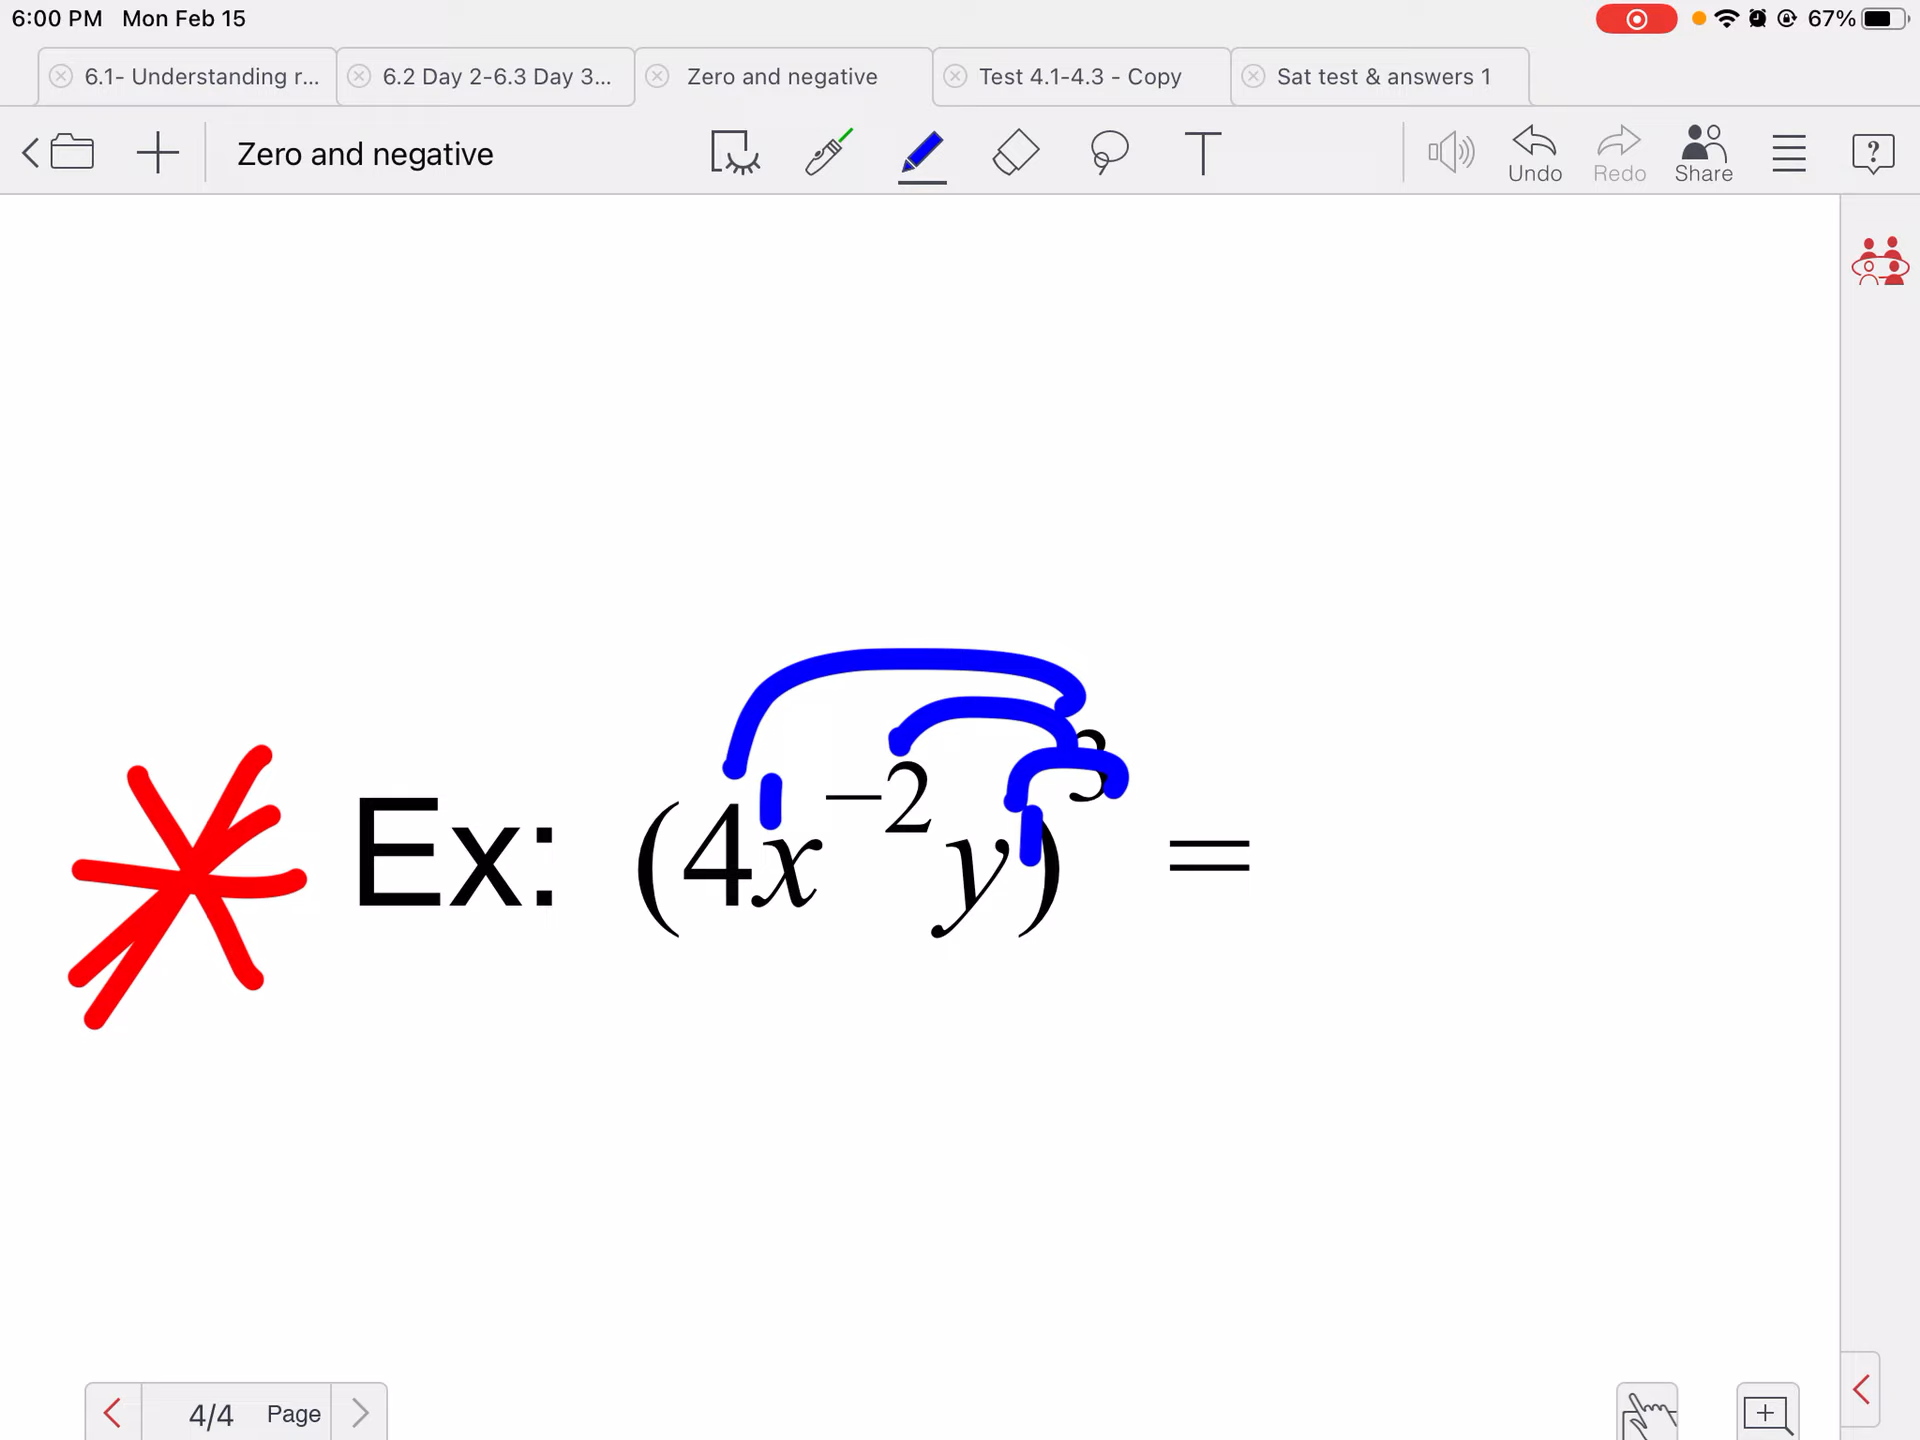 6:00 PM Mon Feb 15
67%
6.1- Understanding r...
6.2 Day 2-6.3 Day 3...
Zero and negative
Test 4.1-4.3 - Copy
Sat test & answers 1
Zero and negative
T
Undo
Redo
Share
?
Ex: (4¹x⁻²y¹)³ =
4/4 Page